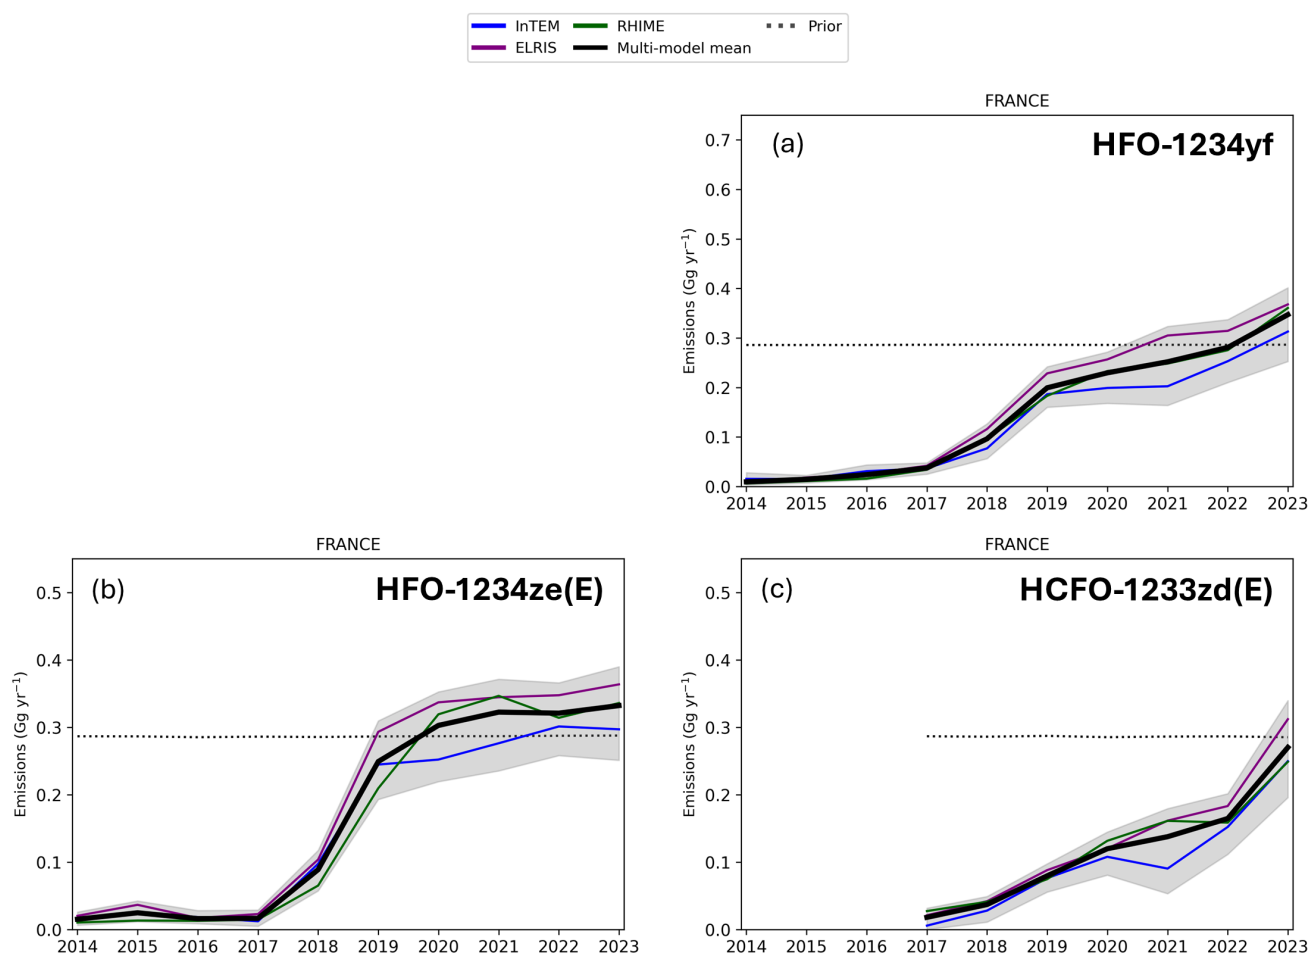 InTEM
ELRIS
RHIME
Multi-model mean
Prior
FRANCE
(a)
HFO-1234yf
Emissions (Gg yr⁻¹)
0.7
0.6
0.5
0.4
0.3
0.2
0.1
0.0
2014 2015 2016 2017 2018 2019 2020 2021 2022 2023
FRANCE
(b)
HFO-1234ze(E)
Emissions (Gg yr⁻¹)
0.5
0.4
0.3
0.2
0.1
0.0
2014 2015 2016 2017 2018 2019 2020 2021 2022 2023
FRANCE
(c)
HCFO-1233zd(E)
Emissions (Gg yr⁻¹)
0.5
0.4
0.3
0.2
0.1
0.0
2014 2015 2016 2017 2018 2019 2020 2021 2022 2023